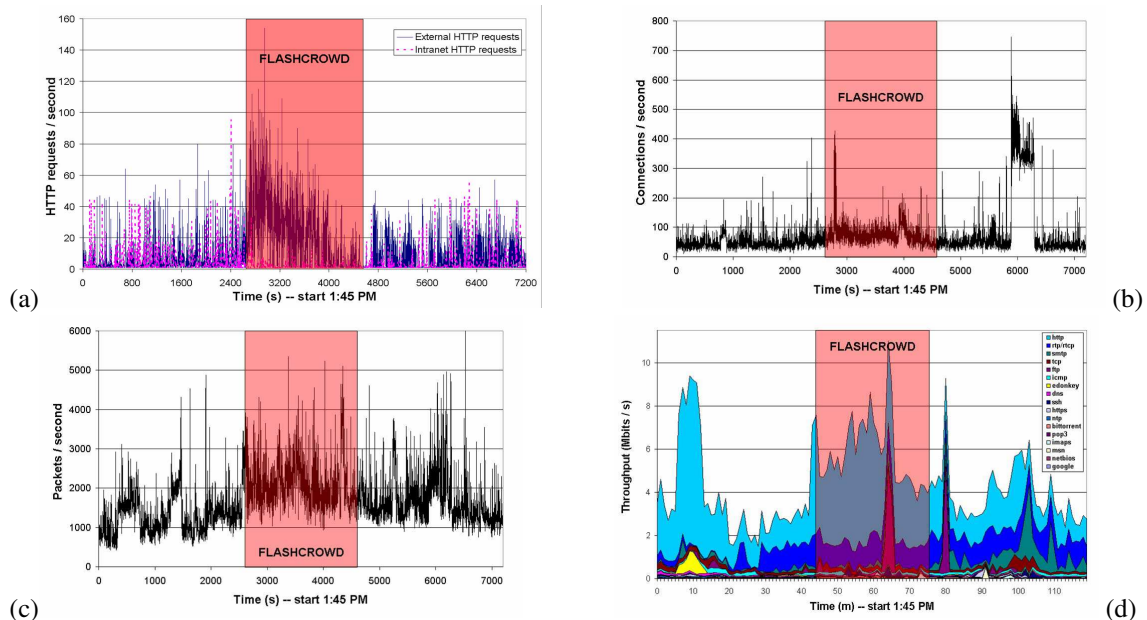 160
140
120
100
80
60
40
20
0
HTTP requests / second
FLASHCROWD
External HTTP requests
Intranet HTTP requests
0 800 1600 2400 3200 4000 4800 5600 6400 7200
Time (s) -- start 1:45 PM
(a)
800
700
600
500
400
300
200
100
0
Connections / second
FLASHCROWD
0 1000 2000 3000 4000 5000 6000 7000
Time (s) -- start 1:45 PM
(b)
6000
5000
4000
3000
2000
1000
0
Packets / second
FLASHCROWD
0 1000 2000 3000 4000 5000 6000 7000
Time (s) -- start 1:45 PM
(c)
10
8
6
4
2
0
Throughput (Mbits / s)
FLASHCROWD
http
rtp/rtcp
smtp
tcp
ftp
icmp
edonkey
dns
ssh
https
ntp
bittorrent
pop3
imaps
msn
netbios
google
0 10 20 30 40 50 60 70 80 90 100 110
Time (m) -- start 1:45 PM
(d)